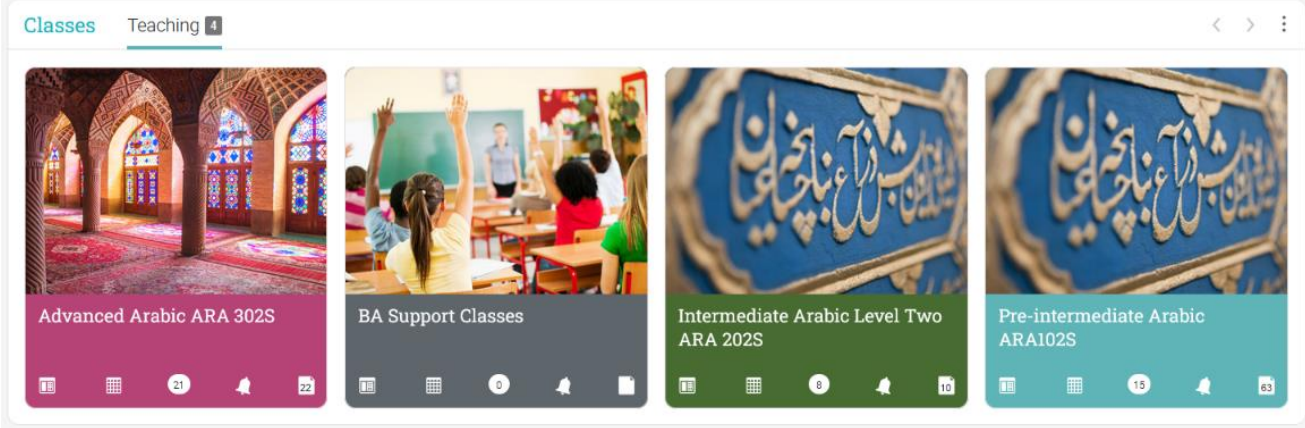 Classes Teaching 4
Advanced Arabic ARA 302S
21 22
BA Support Classes
0
Intermediate Arabic Level Two
ARA 202S
8 10
Pre-intermediate Arabic
ARA102S
15 63